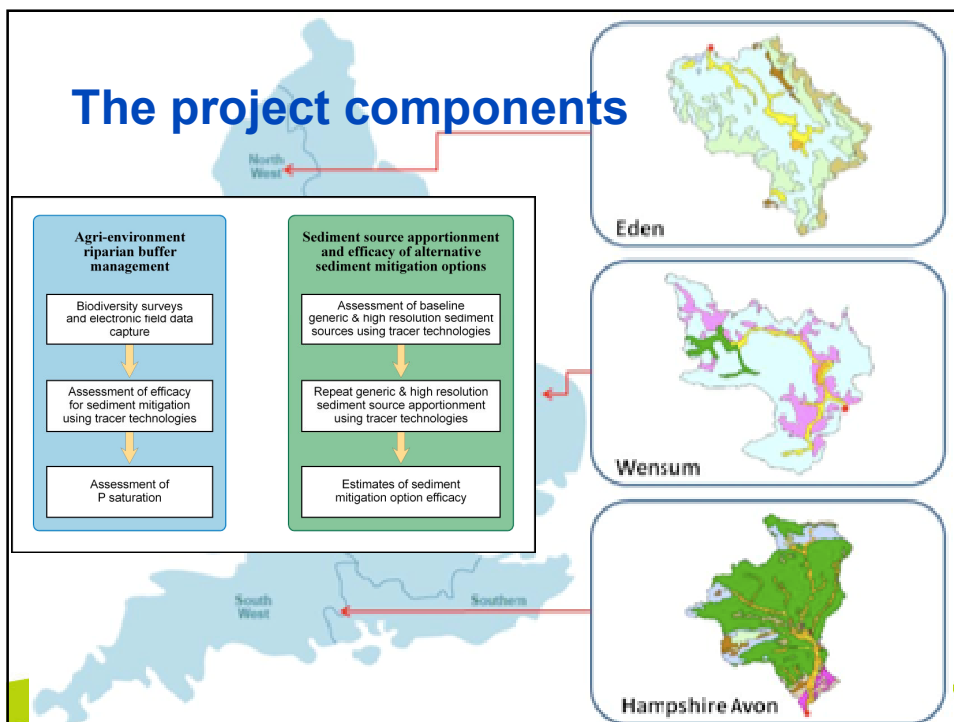 The project components
North
West
Agri-environment
riparian buffer
management
Biodiversity surveys
and electronic field data
capture
Assessment of efficacy
for sediment mitigation
using tracer technologies
Assessment of
P saturation
Sediment source apportionment
and efficacy of alternative
sediment mitigation options
Assessment of baseline
generic & high resolution sediment
sources using tracer technologies
Repeat generic & high resolution
sediment source apportionment
using tracer technologies
Estimates of sediment
mitigation option efficacy
South
West
Southern
Eden
Wensum
Hampshire Avon